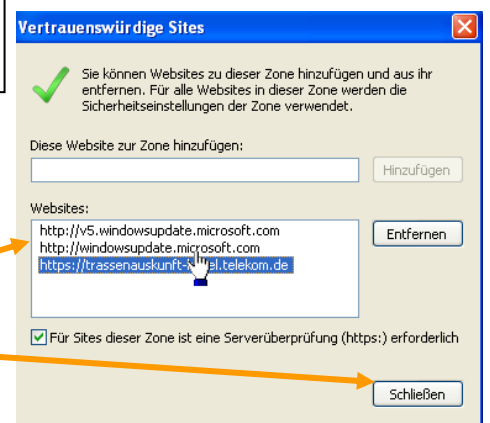 Vertrauenswürdige Sites
Sie können Websites zu dieser Zone hinzufügen und aus ihr
entfernen. Für alle Websites in dieser Zone werden die
Sicherheitseinstellungen der Zone verwendet.
Diese Website zur Zone hinzufügen:
Hinzufügen
Websites:
http://v5.windowsupdate.microsoft.com
Entfernen
http://windowsupdate.microsoft.com
Für Sites dieser Zone ist eine Serverüberprüfung (https:) erforderlich
Schließen